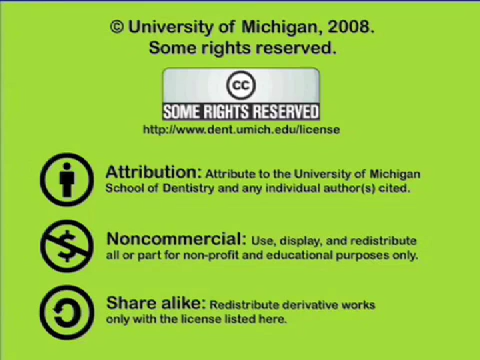 © University of Michigan, 2008.
Some rights reserved.
cc
SOME RIGHTS RESERVED
http://www.dent.umich.edu/license
Attribution: Attribute to the University of Michigan
School of Dentistry and any individual author(s) cited.
$
Noncommercial: Use, display, and redistribute
all or part for non-profit and educational purposes only.
Share alike: Redistribute derivative works
only with the license listed here.